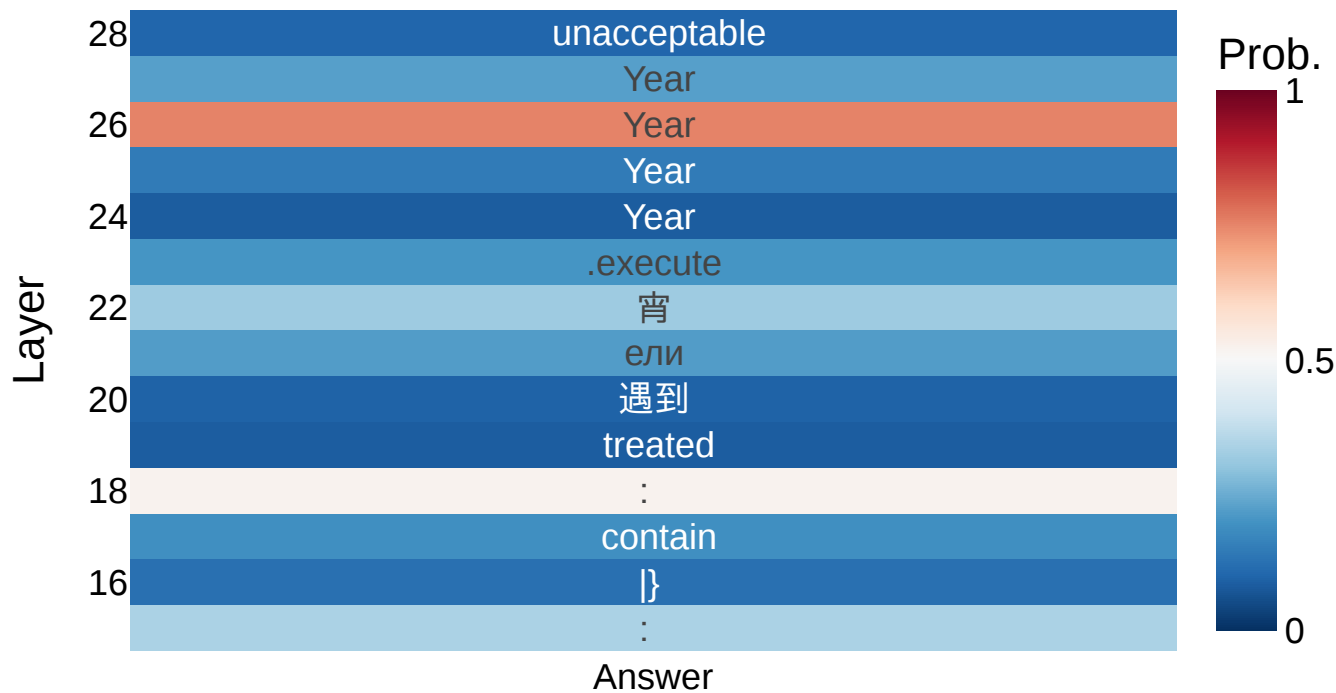 28 unacceptable
Year
26 Year
Year
24 Year
.execute
22 宵
ели
20 遇到
treated
18 :
contain
16 |}
:
Answer
Layer
Prob.
1
0.5
0